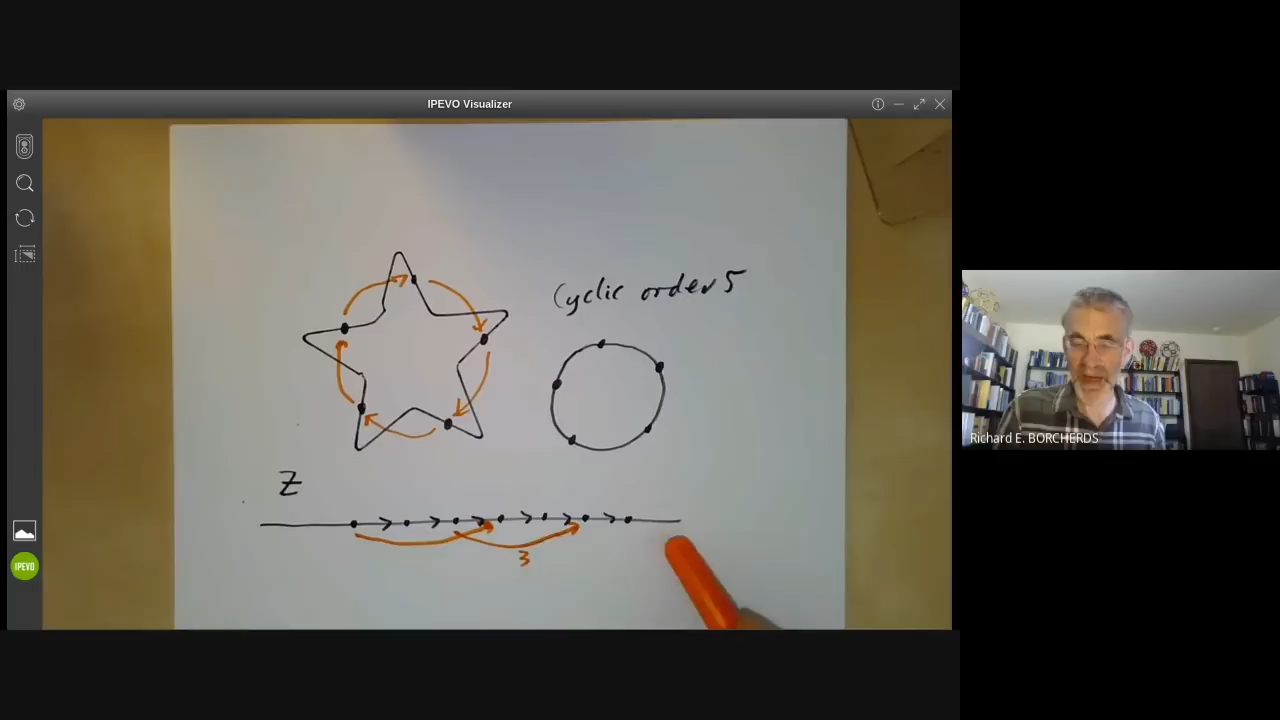 IPEVO Visualizer
Cyclic order 5
Z
3
IPEVO
Richard E. BORCHERDS